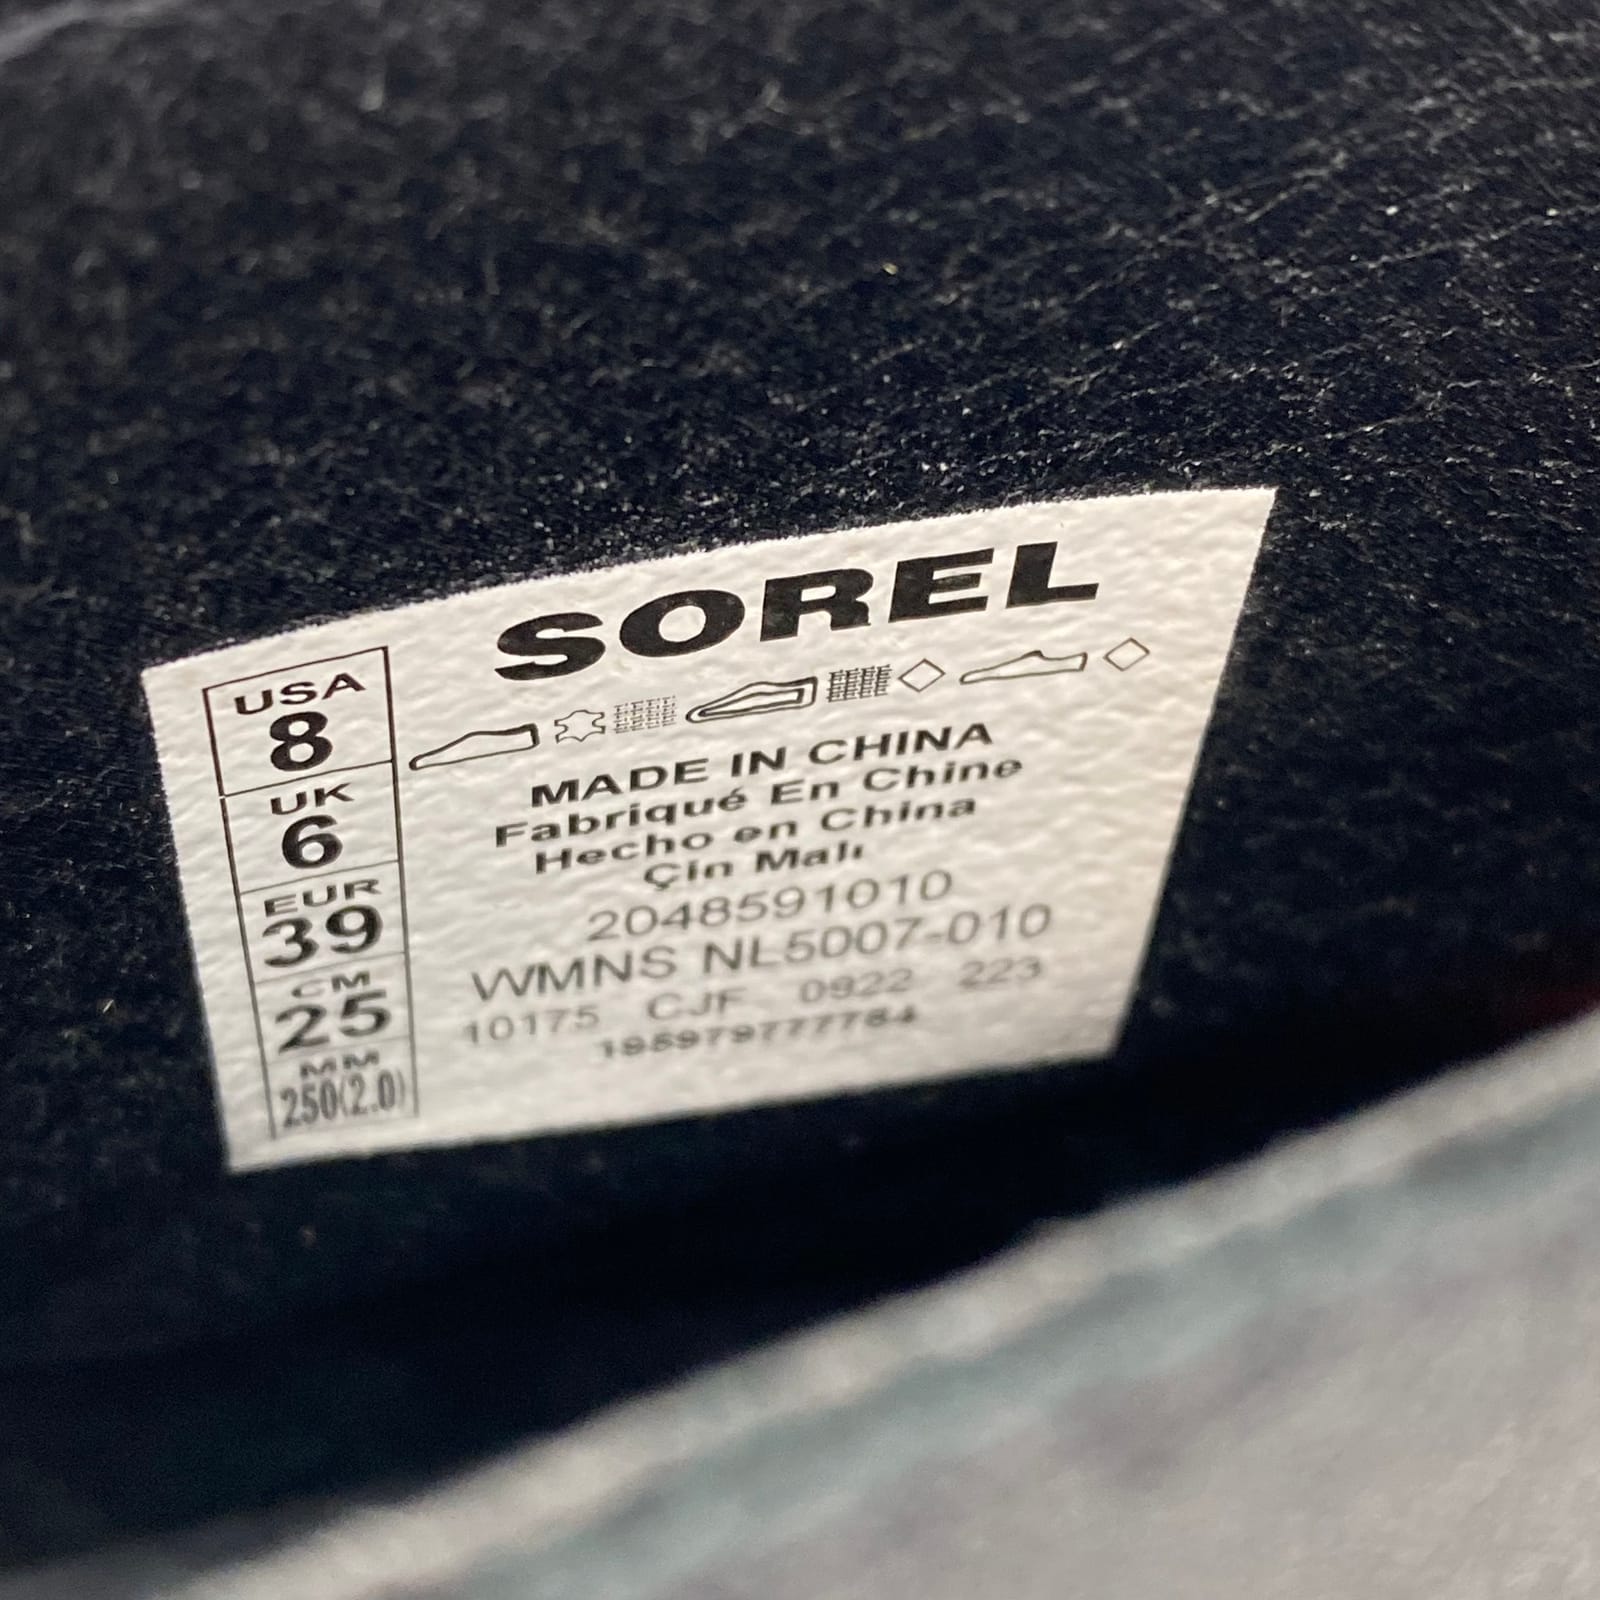 SOREL
USA
8
UK
6
EUR
39
CM
25
MM
250(2.0)
MADE IN CHINA
Fabriqué En Chine
Hecho en China
Çin Malı
2048591010
WMNS NL5007-010
10175 CJF 0922 223
195979777784